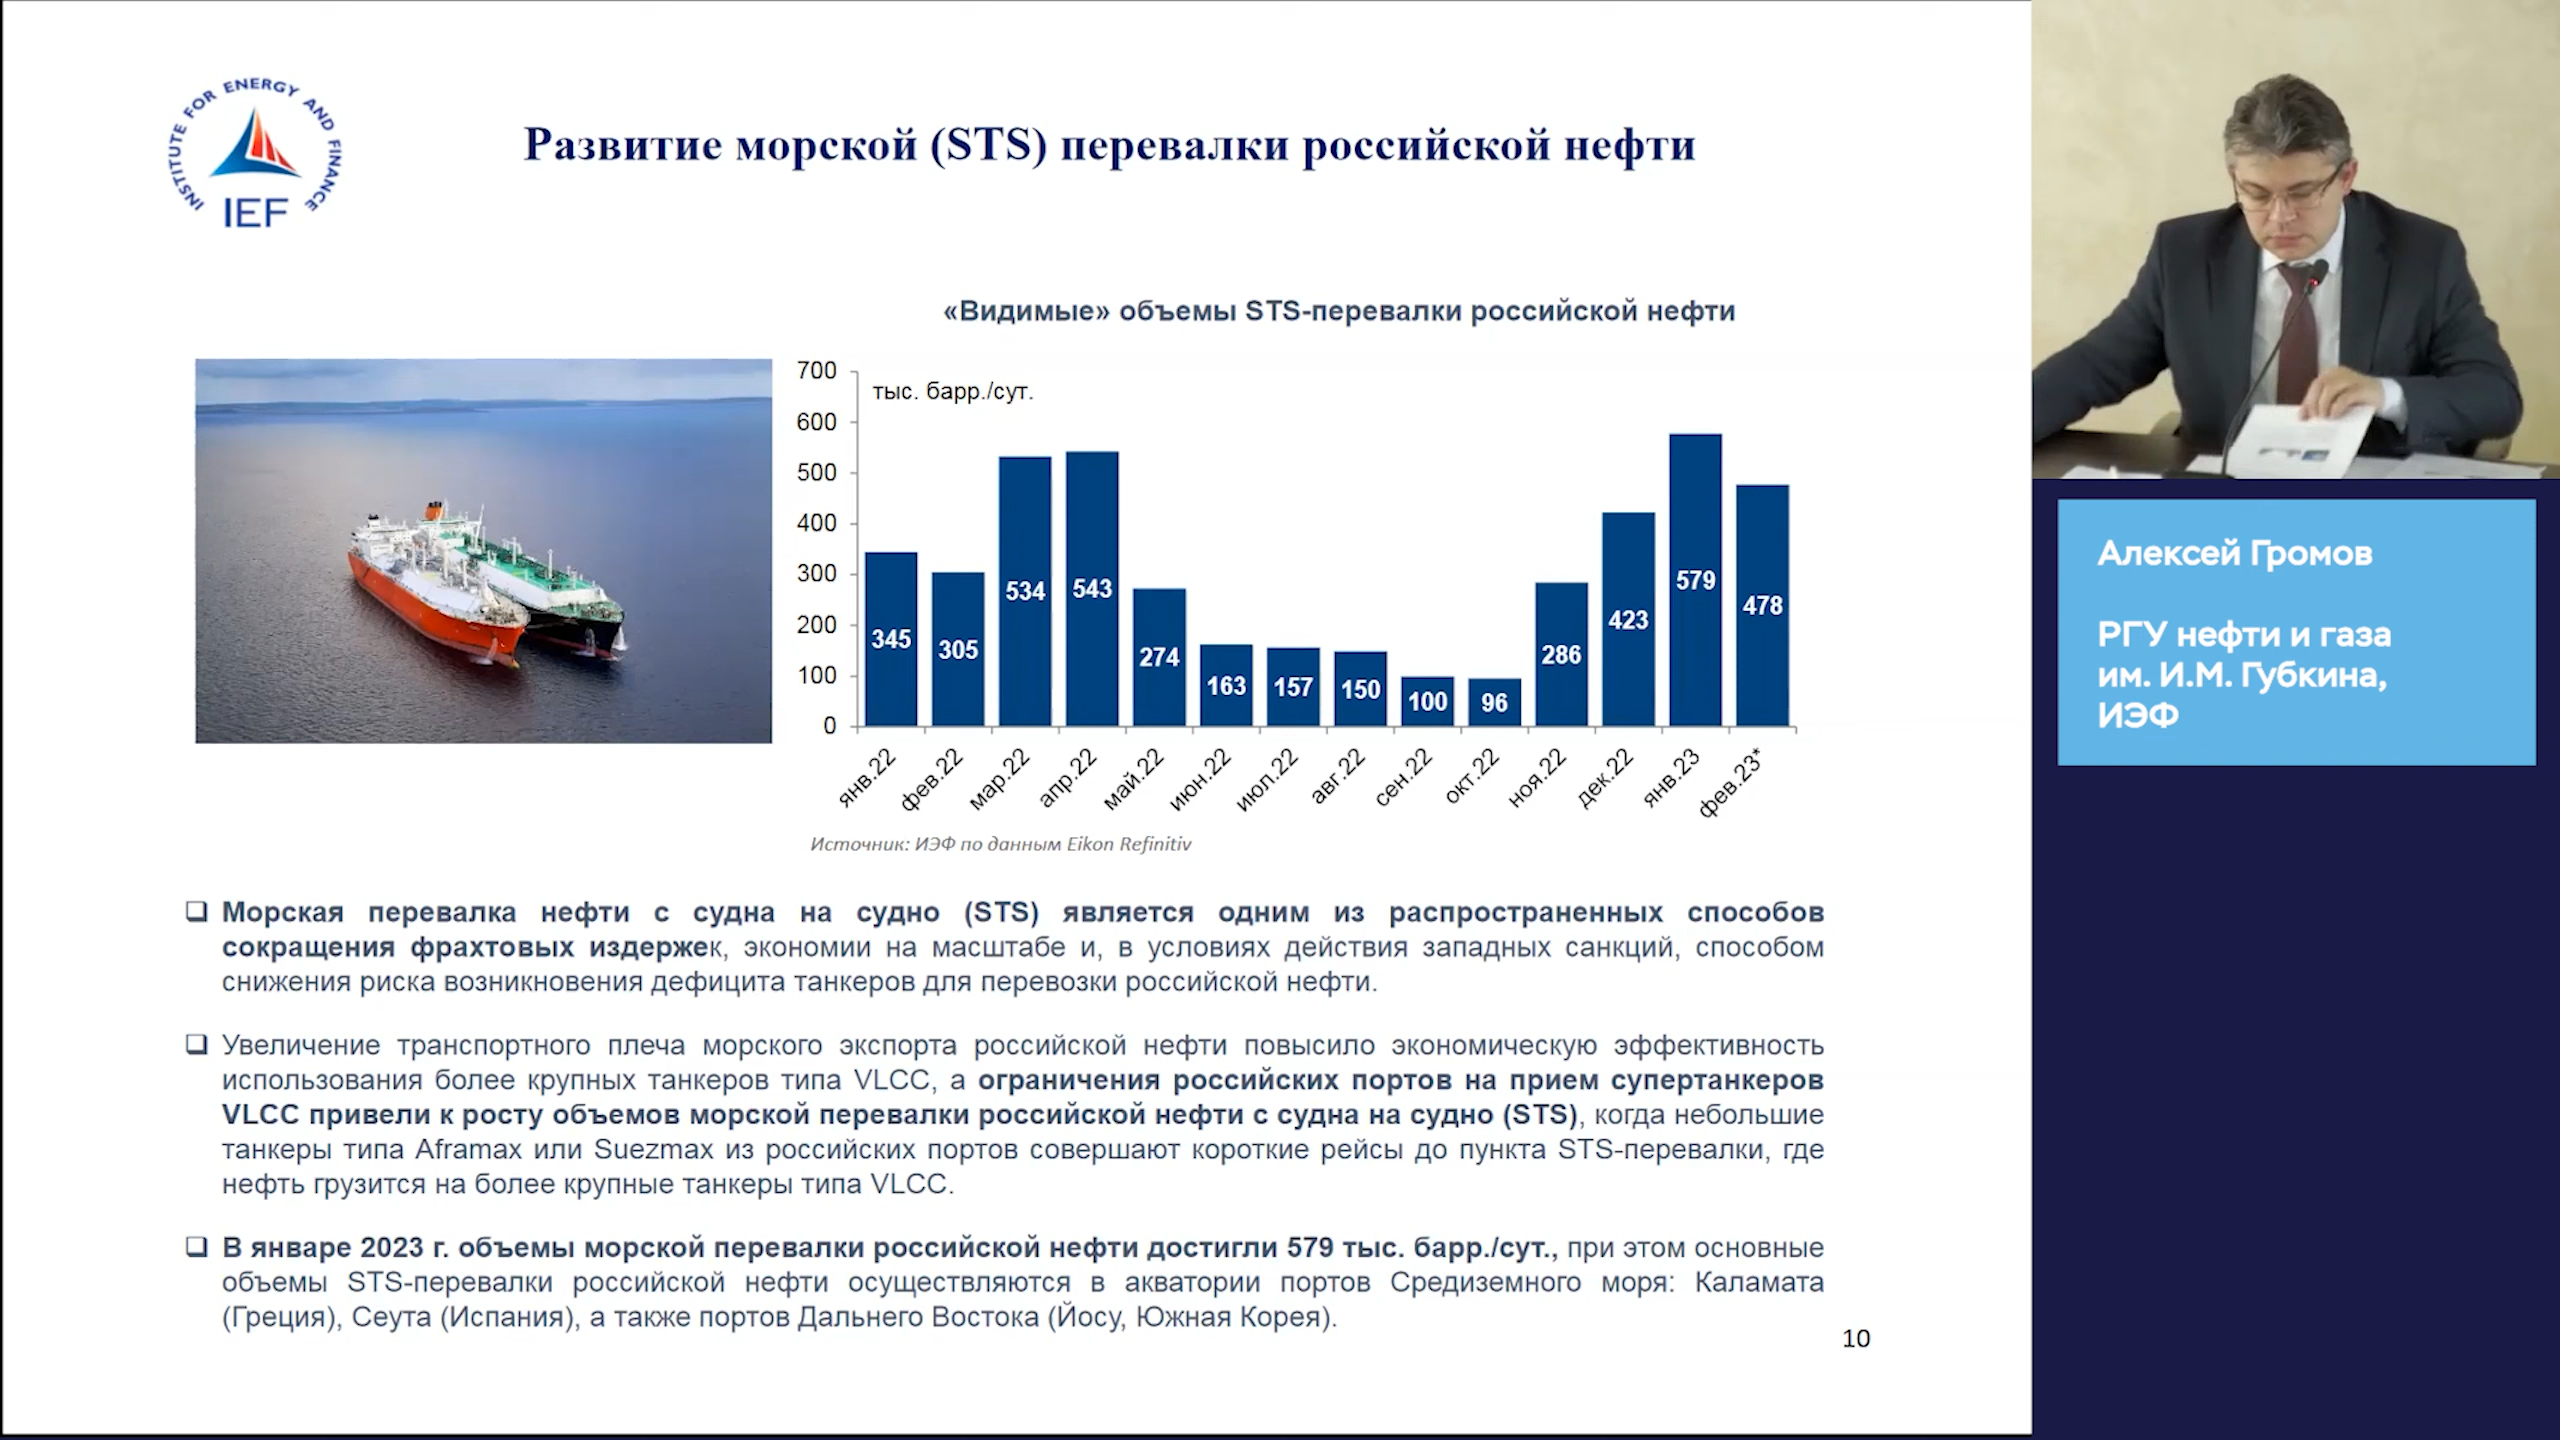 INSTITUTE FOR ENERGY AND FINANCE
IEF
Развитие морской (STS) перевалки российской нефти
«Видимые» объемы STS-перевалки российской нефти
тыс. барр./сут.
700
600
500
400
300
200
100
0
345
305
534
543
274
163
157
150
100
96
286
423
579
478
янв.22
фев.22
мар.22
апр.22
май.22
июн.22
июл.22
авг.22
сен.22
окт.22
ноя.22
дек.22
янв.23
фев.23*
Источник: ИЭФ по данным Eikon Refinitiv
❑ Морская перевалка нефти с судна на судно (STS) является одним из распространенных способов
сокращения фрахтовых издержек, экономии на масштабе и, в условиях действия западных санкций, способом
снижения риска возникновения дефицита танкеров для перевозки российской нефти.
❑ Увеличение транспортного плеча морского экспорта российской нефти повысило экономическую эффективность
использования более крупных танкеров типа VLCC, а ограничения российских портов на прием супертанкеров
VLCC привели к росту объемов морской перевалки российской нефти с судна на судно (STS), когда небольшие
танкеры типа Aframax или Suezmax из российских портов совершают короткие рейсы до пункта STS-перевалки, где
нефть грузится на более крупные танкеры типа VLCC.
❑ В январе 2023 г. объемы морской перевалки российской нефти достигли 579 тыс. барр./сут., при этом основные
объемы STS-перевалки российской нефти осуществляются в акватории портов Средиземного моря: Каламата
(Греция), Сеута (Испания), а также портов Дальнего Востока (Йосу, Южная Корея).
10
Алексей Громов
РГУ нефти и газа
им. И.М. Губкина,
ИЭФ